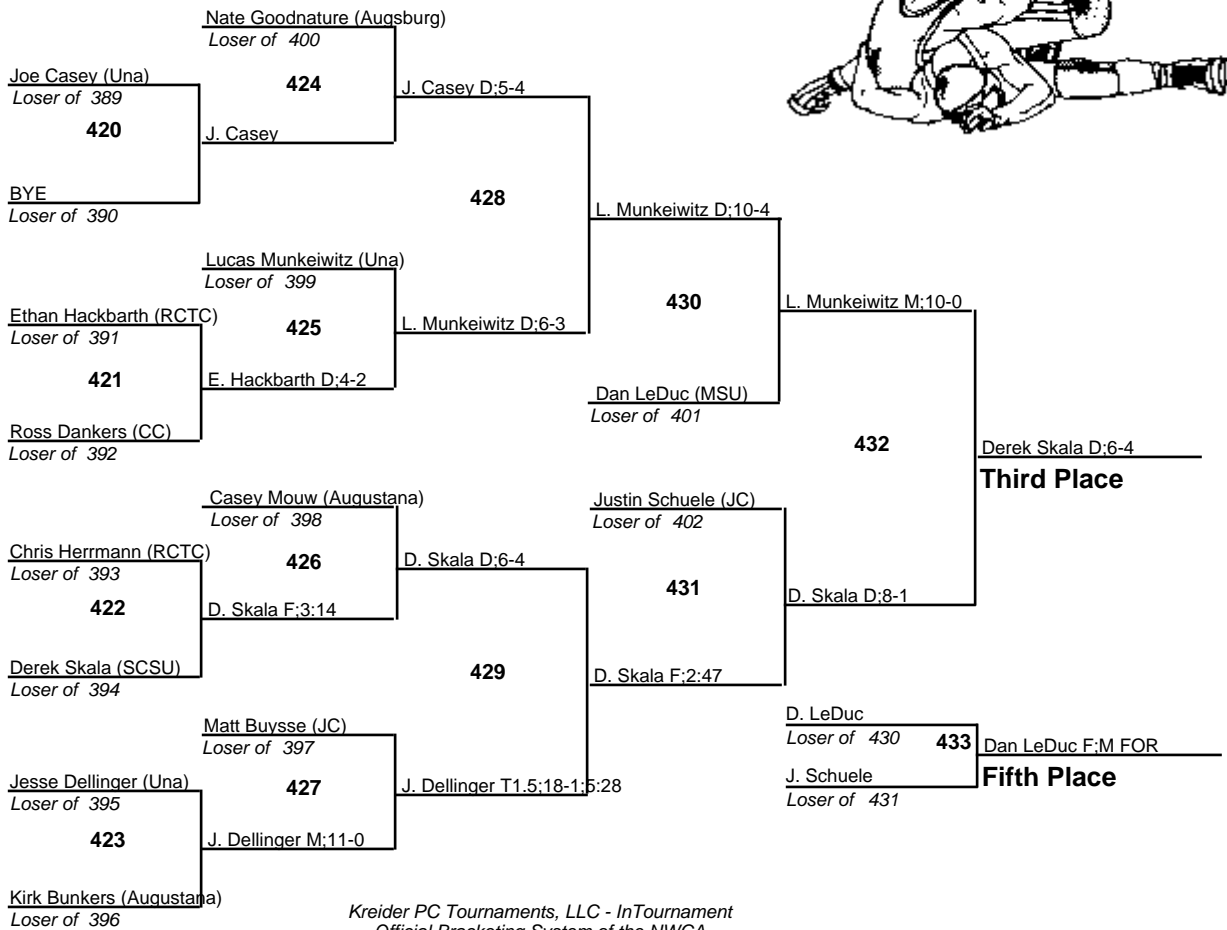 Nate Goodnature (Augsburg)
Loser of 400
424
Joe Casey (Una)
Loser of 389
420
J. Casey
BYE
Loser of 390
J. Casey D;5-4
428
Lucas Munkeiwitz (Una)
Loser of 399
425
Ethan Hackbarth (RCTC)
Loser of 391
421
E. Hackbarth D;4-2
Ross Dankers (CC)
Loser of 392
L. Munkeiwitz D;6-3
L. Munkeiwitz D;10-4
430
Dan LeDuc (MSU)
Loser of 401
L. Munkeiwitz M;10-0
432
Casey Mouw (Augustana)
Loser of 398
426
Chris Herrmann (RCTC)
Loser of 393
422
D. Skala F;3:14
Derek Skala (SCSU)
Loser of 394
D. Skala D;6-4
429
Matt Buysse (JC)
Loser of 397
427
Jesse Dellinger (Una)
Loser of 395
423
J. Dellinger M;11-0
Kirk Bunkers (Augustana)
Loser of 396
J. Dellinger T1.5;18-1;5:28
Justin Schuele (JC)
Loser of 402
431
D. Skala F;2:47
D. Skala D;8-1
Derek Skala D;6-4
Third Place
D. LeDuc
Loser of 430
433
J. Schuele
Loser of 431
Dan LeDuc F;M FOR
Fifth Place
Kreider PC Tournaments, LLC - InTournament
Official Bracketing System of the NWCA